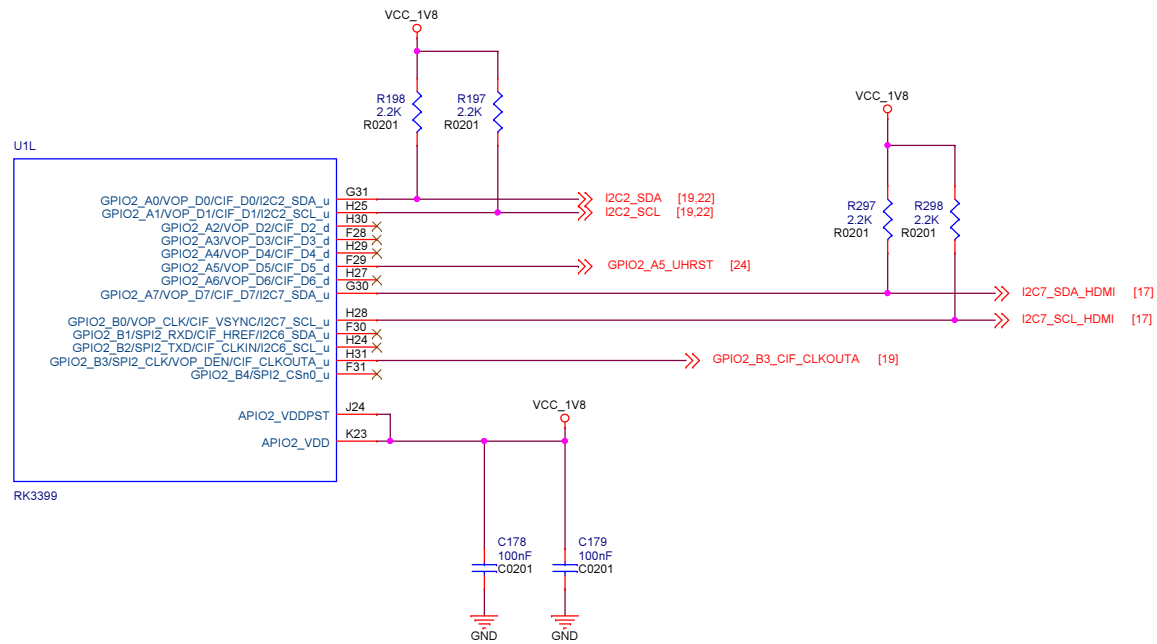 VCC_1V8
R198
2.2K
R0201
R197
2.2K
R0201
VCC_1V8
R297
2.2K
R0201
R298
2.2K
R0201
U1L
GPIO2_A0/VOP_D0/CIF_D0/I2C2_SDA_u G31 I2C2_SDA [19,22]
GPIO2_A1/VOP_D1/CIF_D1/I2C2_SCL_u H25 I2C2_SCL [19,22]
GPIO2_A2/VOP_D2/CIF_D2_d H30
GPIO2_A3/VOP_D3/CIF_D3_d F28
GPIO2_A4/VOP_D4/CIF_D4_d H29
GPIO2_A5/VOP_D5/CIF_D5_d F29 GPIO2_A5_UHRST [24]
GPIO2_A6/VOP_D6/CIF_D6_d H27
GPIO2_A7/VOP_D7/CIF_D7/I2C7_SDA_u G30 I2C7_SDA_HDMI [17]
GPIO2_B0/VOP_CLK/CIF_VSYNC/I2C7_SCL_u H28 I2C7_SCL_HDMI [17]
GPIO2_B1/SPI2_RXD/CIF_HREF/I2C6_SDA_u F30
GPIO2_B2/SPI2_TXD/CIF_CLKIN/I2C6_SCL_u H24
GPIO2_B3/SPI2_CLK/VOP_DEN/CIF_CLKOUTA_u H31 GPIO2_B3_CIF_CLKOUTA [19]
GPIO2_B4/SPI2_CSn0_u F31
APIO2_VDDPST J24
APIO2_VDD K23
VCC_1V8
RK3399
C178
100nF
C0201
C179
100nF
C0201
GND
GND